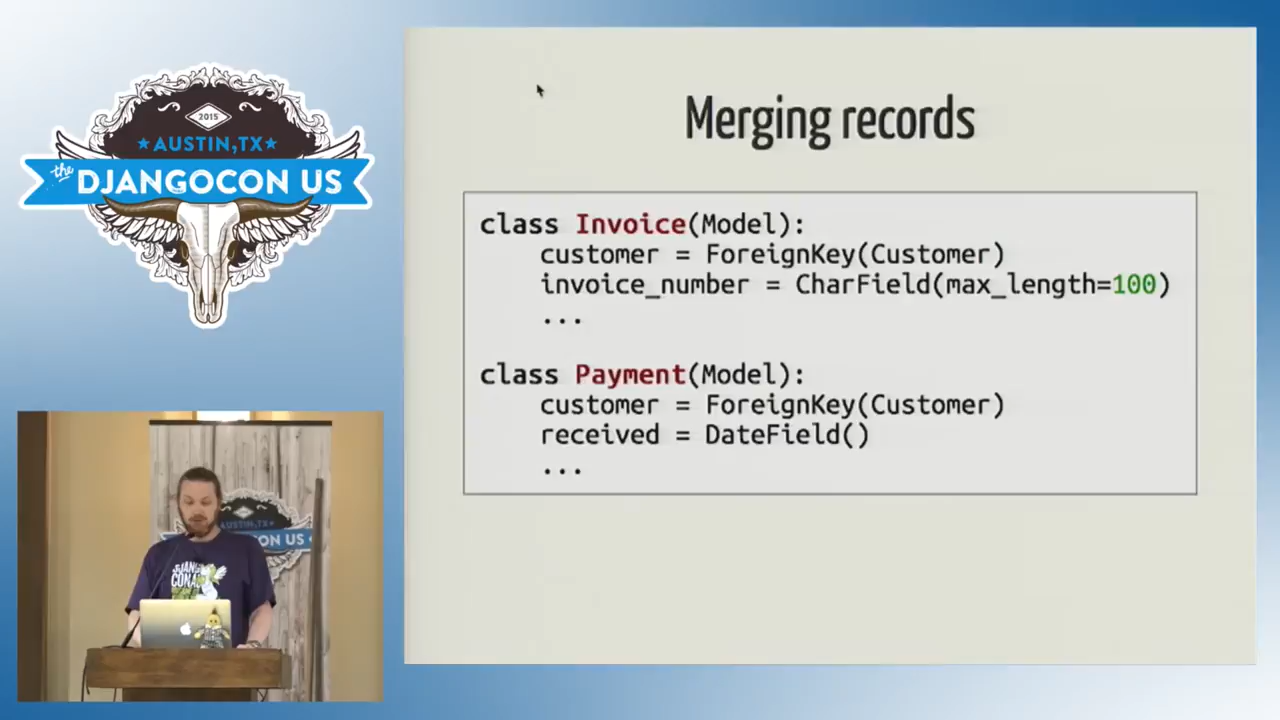 2015
★ AUSTIN,TX ★
the DJANGOCON US
Merging records
class Invoice(Model):
    customer = ForeignKey(Customer)
    invoice_number = CharField(max_length=100)
    ...
class Payment(Model):
    customer = ForeignKey(Customer)
    received = DateField()
    ...
AUSTIN,TX
CON US
DJANGO